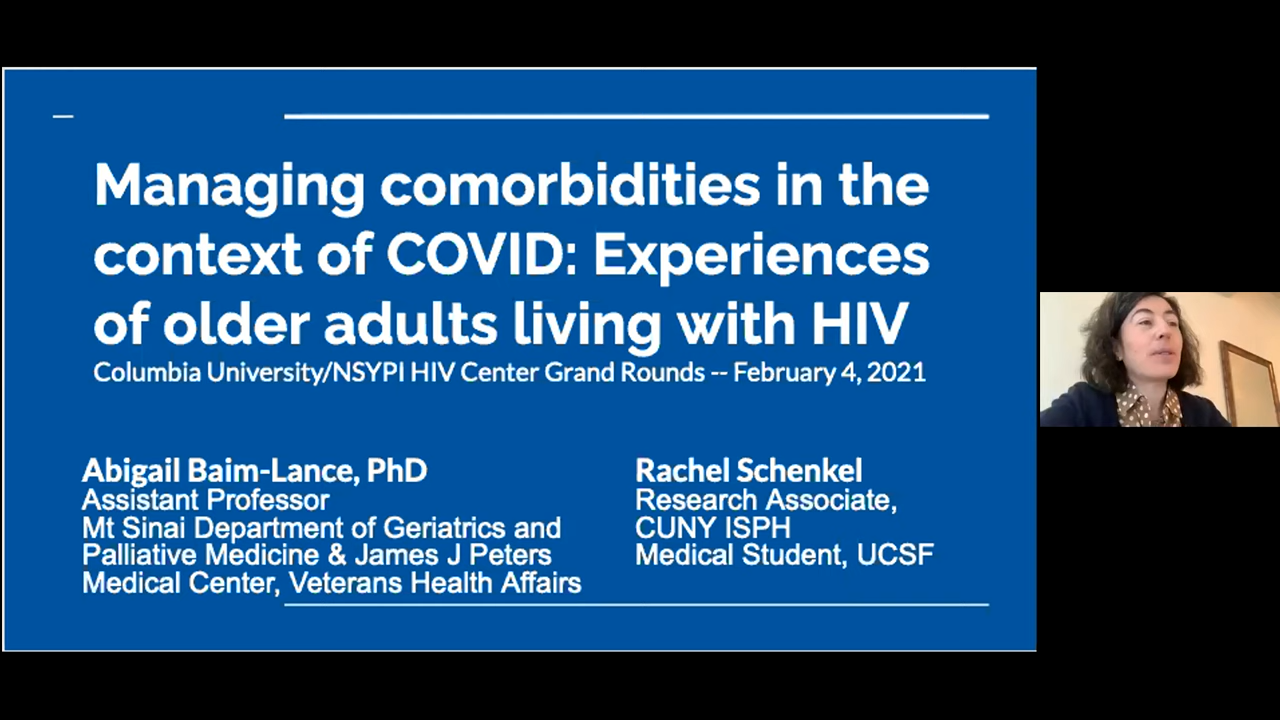 Managing comorbidities in the
context of COVID: Experiences
of older adults living with HIV
Columbia University/NSYPI HIV Center Grand Rounds -- February 4, 2021
Abigail Baim-Lance, PhD
Assistant Professor
Mt Sinai Department of Geriatrics and
Palliative Medicine & James J Peters
Medical Center, Veterans Health Affairs
Rachel Schenkel
Research Associate,
CUNY ISPH
Medical Student, UCSF